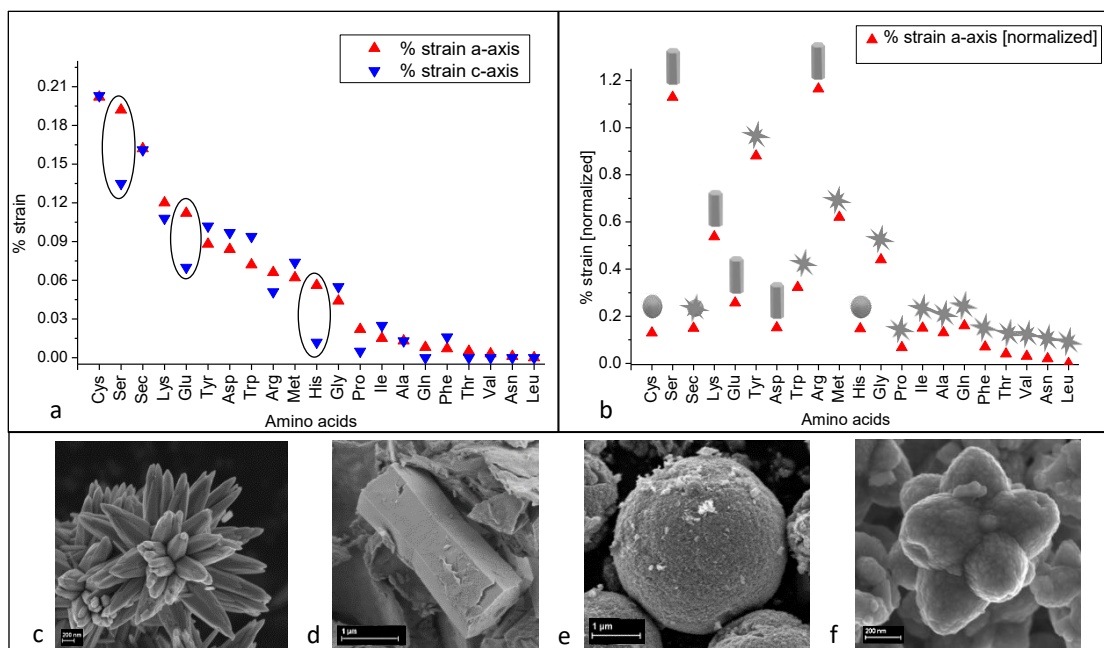 % strain a-axis
% strain c-axis
% strain
0.21
0.18
0.15
0.12
0.09
0.06
0.03
0.00
Cys
Ser
Sec
Lys
Glu
Tyr
Asp
Trp
Arg
Met
His
Gly
Pro
Ile
Ala
Gln
Phe
Thr
Val
Asn
Leu
a
Amino acids
% strain a-axis [normalized]
% strain [normalized]
1.2
1.0
0.8
0.6
0.4
0.2
0.0
Cys
Ser
Sec
Lys
Glu
Tyr
Asp
Trp
Arg
Met
His
Gly
Pro
Ile
Ala
Gln
Phe
Thr
Val
Asn
Leu
b
Amino acids
c
200 nm
d
1 µm
e
1 µm
f
200 nm